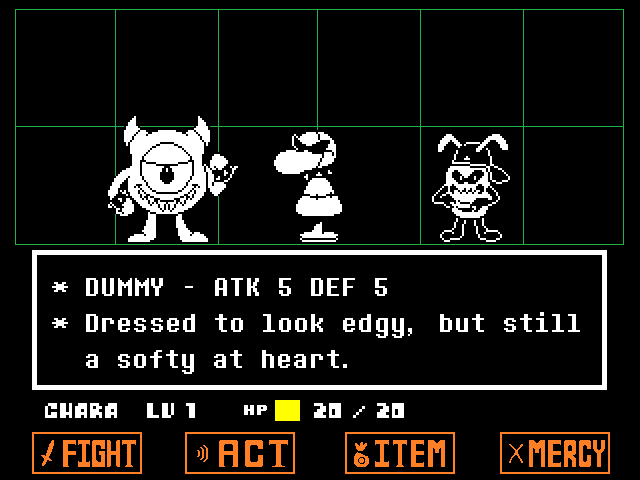 * DUMMY - ATK 5 DEF 5
* Dressed to look edgy, but still
a softy at heart.
CHARA LV 1 HP 20 / 20
FIGHT ACT ITEM MERCY